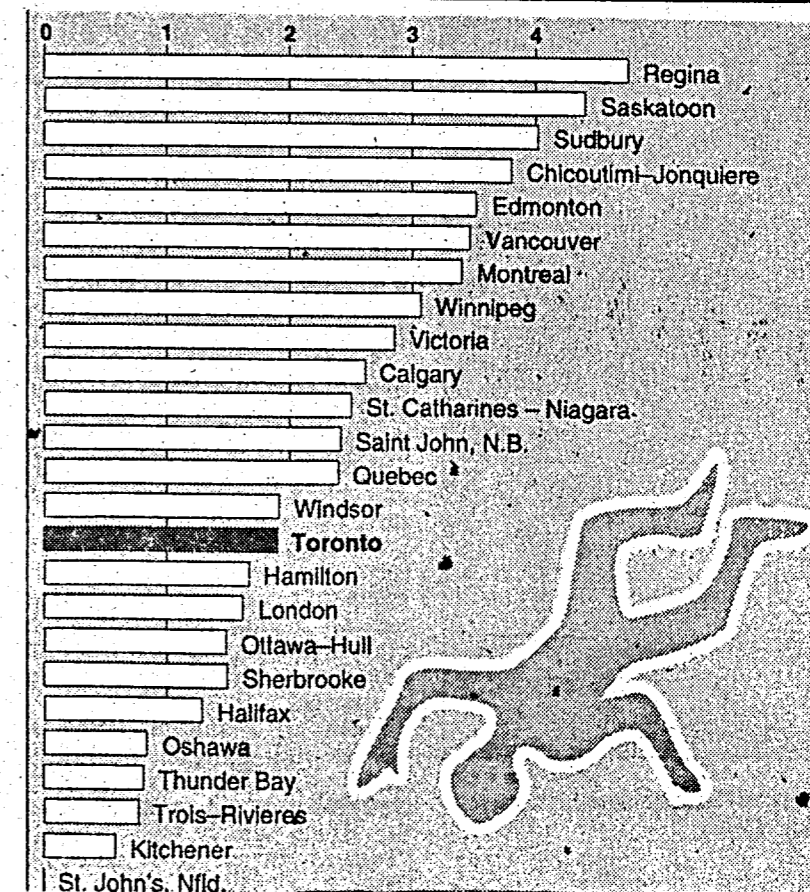 0 1 2 3 4
Regina
Saskatoon
Sudbury
Chicoutimi–Jonquiere
Edmonton
Vancouver
Montreal
Winnipeg
Victoria
Calgary
St. Catharines – Niagara
Saint John, N.B.
Quebec
Windsor
Toronto
Hamilton
London
Ottawa–Hull
Sherbrooke
Halifax
Oshawa
Thunder Bay
Trois–Rivieres
Kitchener
St. John's, Nfld.